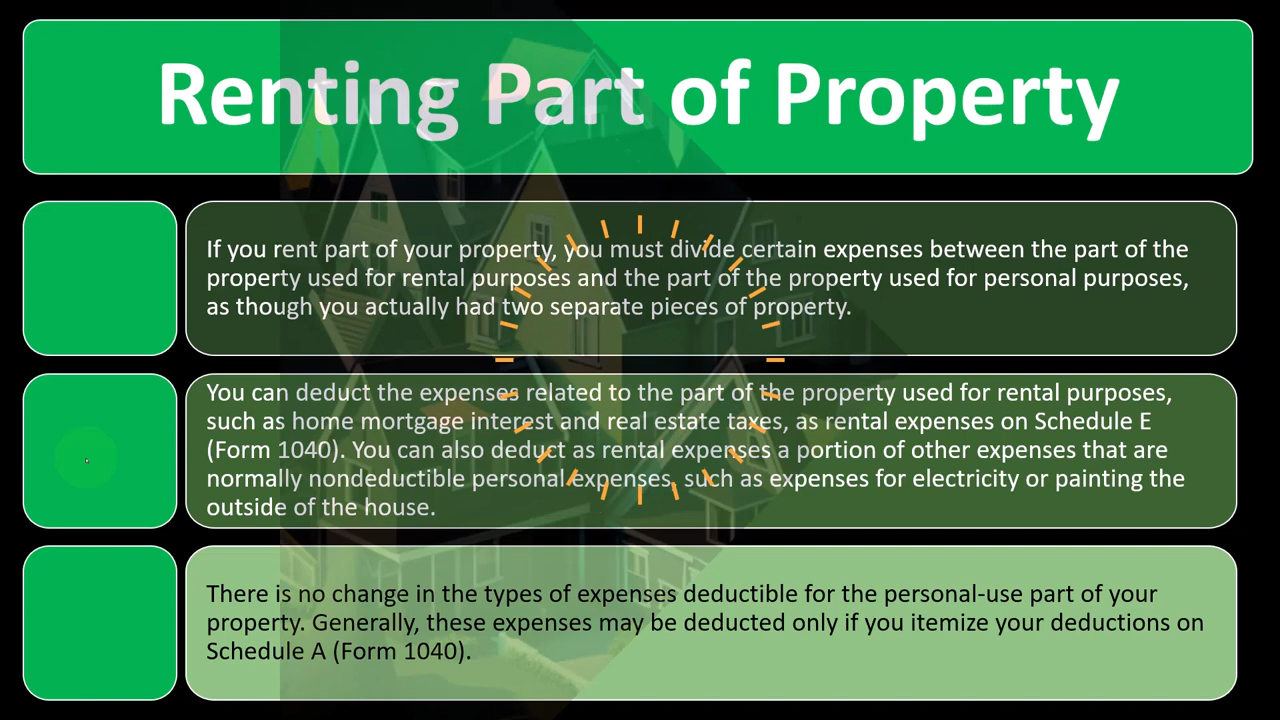 Renting Part of Property
If you rent part of your property, you must divide certain expenses between the part of the
property used for rental purposes and the part of the property used for personal purposes,
as though you actually had two separate pieces of property.
You can deduct the expenses related to the part of the property used for rental purposes,
such as home mortgage interest and real estate taxes, as rental expenses on Schedule E
(Form 1040). You can also deduct as rental expenses a portion of other expenses that are
normally nondeductible personal expenses, such as expenses for electricity or painting the
outside of the house.
There is no change in the types of expenses deductible for the personal-use part of your
property. Generally, these expenses may be deducted only if you itemize your deductions on
Schedule A (Form 1040).